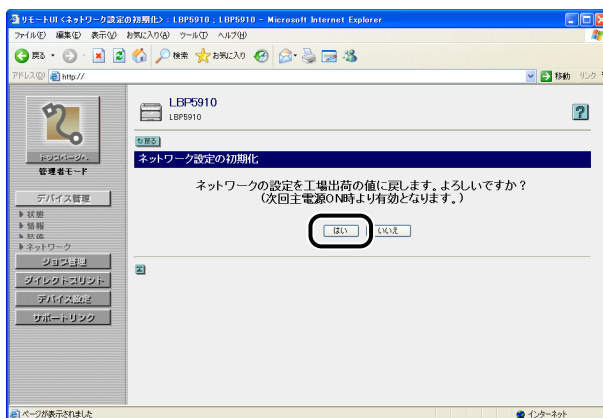 リモートUI <ネットワーク設定の初期化> : LBP5910 ; LBP5910 - Microsoft Internet Explorer
ファイル(F) 編集(E) 表示(V) お気に入り(A) ツール(T) ヘルプ(H)
戻る 検索 お気に入り
アドレス(D) http:// 移動 リンク
LBP5910
LBP5910
トップページへ
管理者モード
戻る
ネットワーク設定の初期化
ネットワークの設定を工場出荷の値に戻します。よろしいですか？
(次回主電源ON時より有効となります。)
はい いいえ
デバイス管理
状態
情報
ネットワーク
ジョブ管理
ダイレクトプリント
デバイス設定
サポートリンク
ページが表示されました インターネット